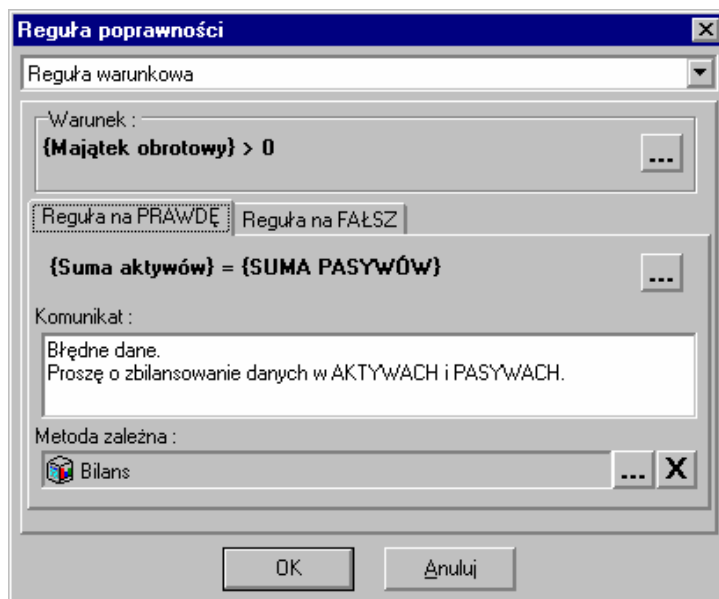 Reguła poprawności
Reguła warunkowa
Warunek :
{Majątek obrotowy} > 0
...
Reguła na PRAWDĘ Reguła na FAŁSZ
{Suma aktywów} = {SUMA PASYWÓW}
...
Komunikat :
Błędne dane.
Proszę o zbilansowanie danych w AKTYWACH i PASYWACH.
Metoda zależna :
Bilans ... X
OK Anuluj